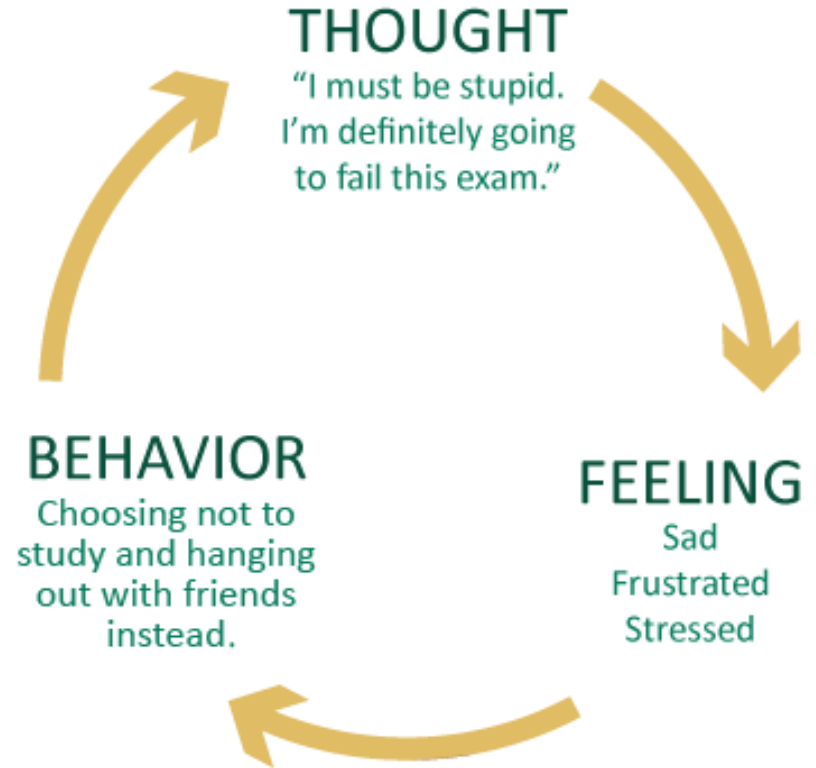 THOUGHT
“I must be stupid.
I’m definitely going
to fail this exam.”
FEELING
Sad
Frustrated
Stressed
BEHAVIOR
Choosing not to
study and hanging
out with friends
instead.